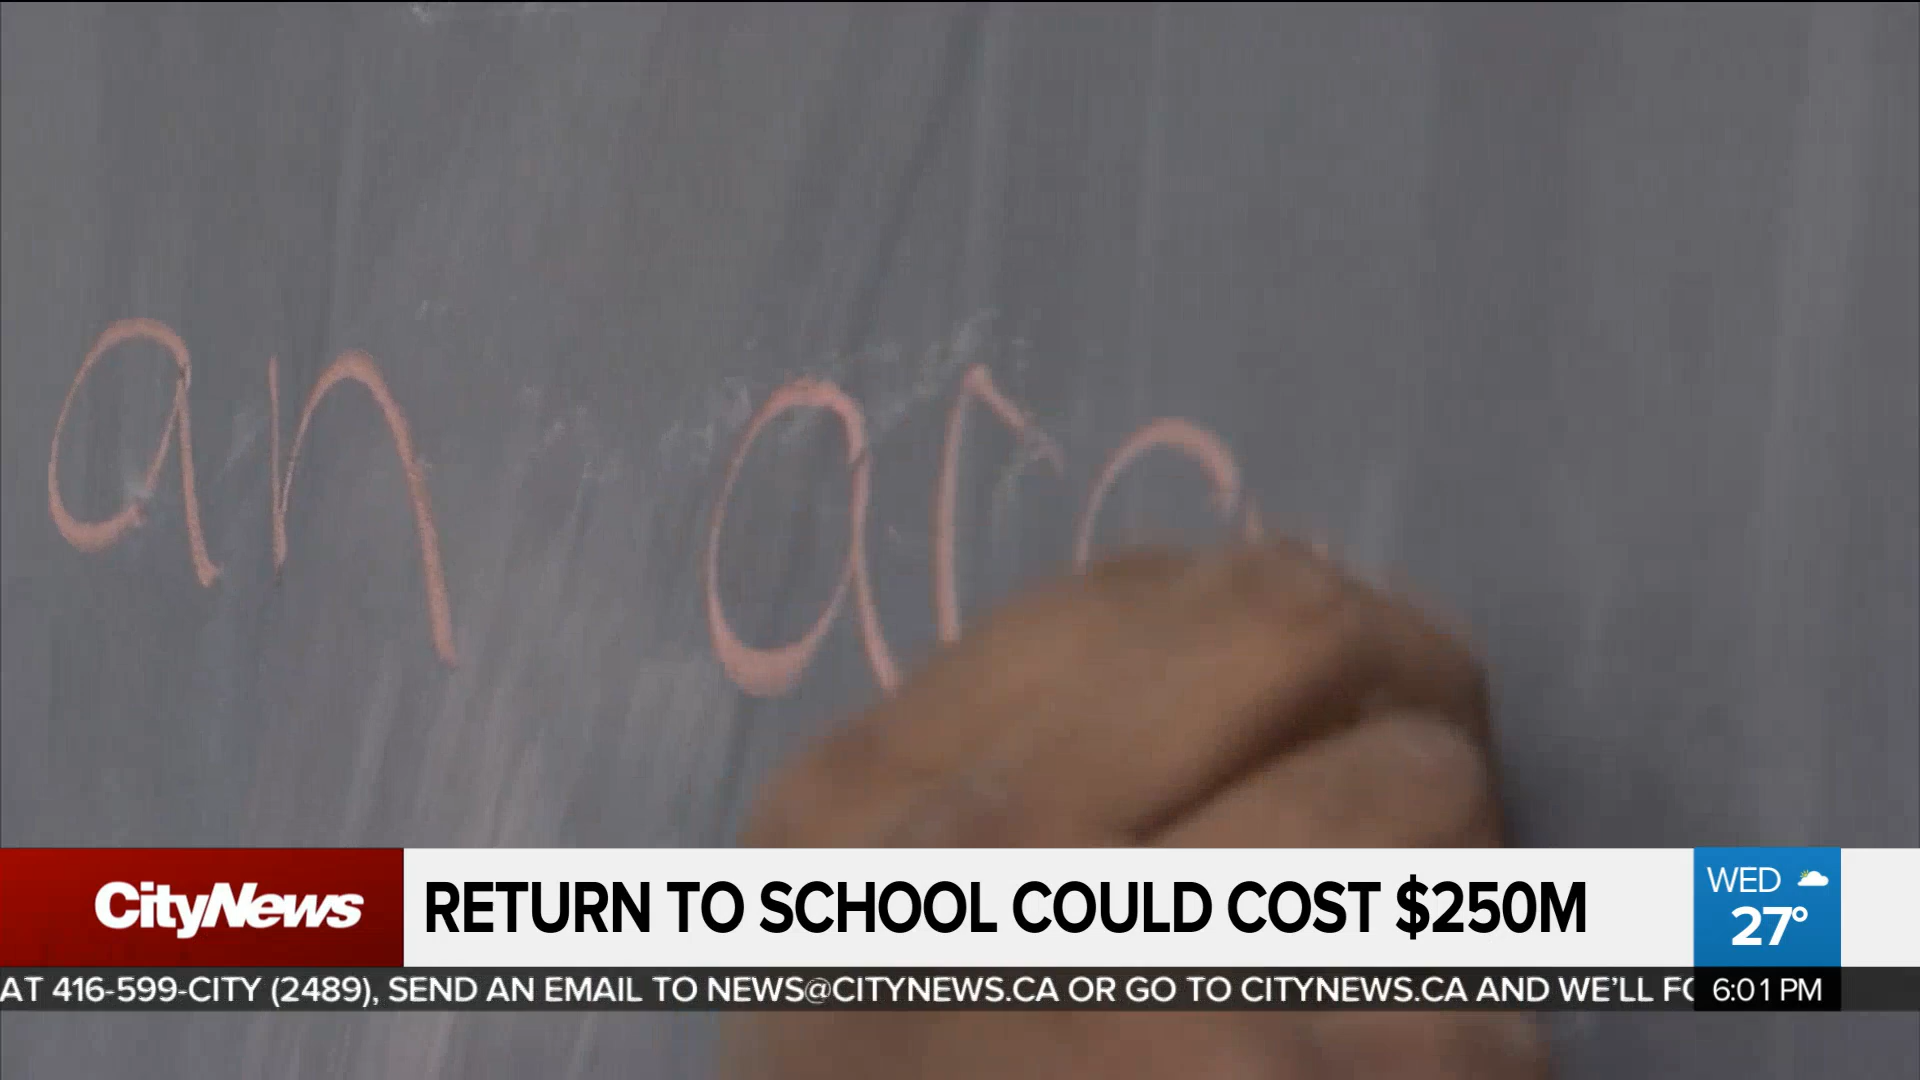 an are
CityNews
RETURN TO SCHOOL COULD COST $250M
WED
27°
AT 416-599-CITY (2489), SEND AN EMAIL TO NEWS@CITYNEWS.CA OR GO TO CITYNEWS.CA AND WE'LL
6:01 PM